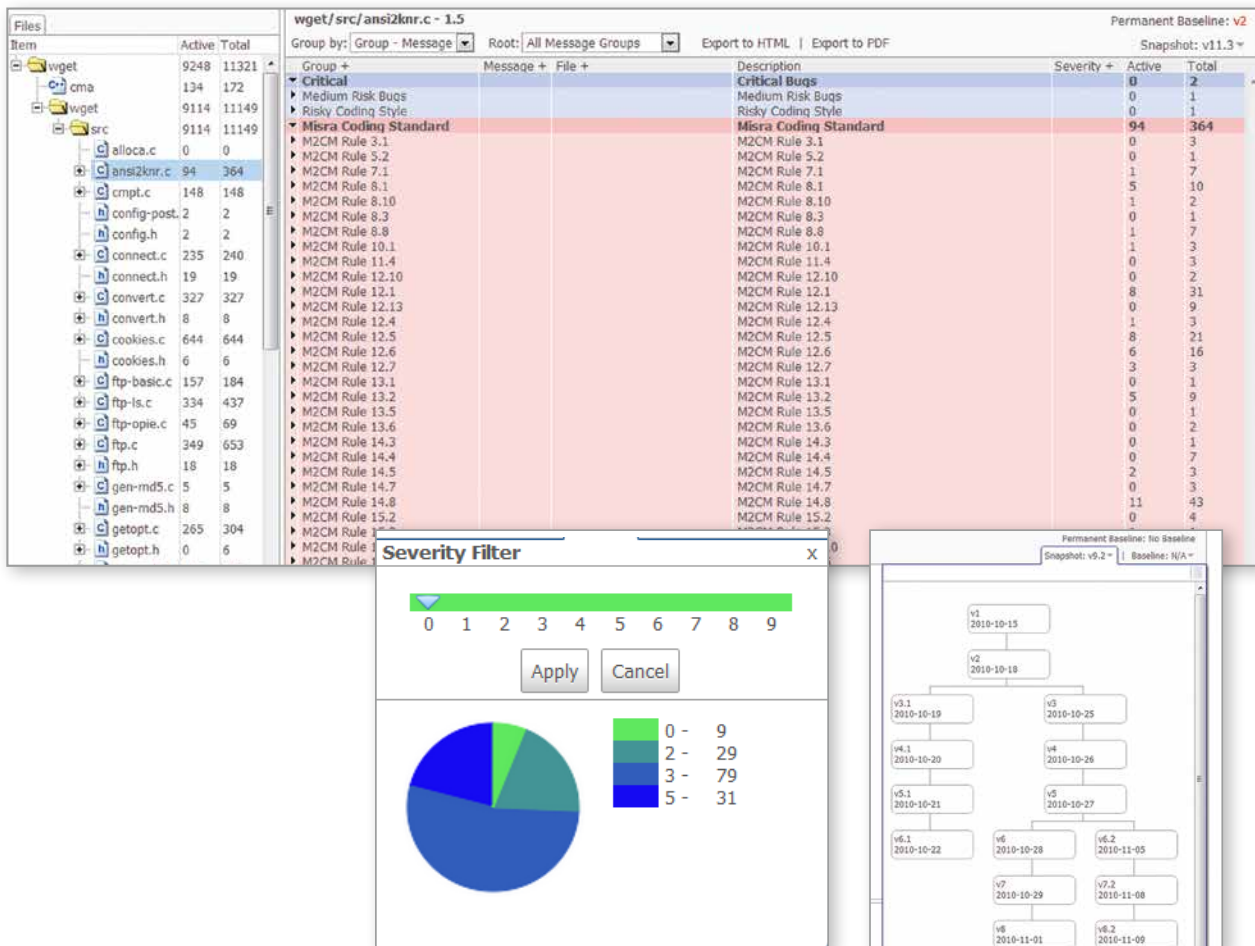 Files
Item Active Total
wget 9248 11321
cma 134 172
wget 9114 11149
src 9114 11149
alloca.c 0 0
ansi2knr.c 94 364
cmpt.c 148 148
config-post. 2 2
config.h 2 2
connect.c 235 240
connect.h 19 19
convert.c 327 327
convert.h 8 8
cookies.c 644 644
cookies.h 6 6
ftp-basic.c 157 184
ftp-ls.c 334 437
ftp-opie.c 45 69
ftp.c 349 653
ftp.h 18 18
gen-md5.c 5 5
gen-md5.h 8 8
getopt.c 265 304
getopt.h 0 6
wget/src/ansi2knr.c - 1.5 Permanent Baseline: v2
Group by: Group - Message Root: All Message Groups Export to HTML | Export to PDF Snapshot: v11.3
Group + Message + File + Description Severity + Active Total
Critical Critical Bugs 0 2
Medium Risk Bugs Medium Risk Bugs 0 1
Risky Coding Style Risky Coding Style 0 1
Misra Coding Standard Misra Coding Standard 94 364
M2CM Rule 3.1 M2CM Rule 3.1 0 3
M2CM Rule 5.2 M2CM Rule 5.2 0 1
M2CM Rule 7.1 M2CM Rule 7.1 1 7
M2CM Rule 8.1 M2CM Rule 8.1 5 10
M2CM Rule 8.10 M2CM Rule 8.10 1 2
M2CM Rule 8.3 M2CM Rule 8.3 0 1
M2CM Rule 8.8 M2CM Rule 8.8 1 7
M2CM Rule 10.1 M2CM Rule 10.1 1 3
M2CM Rule 11.4 M2CM Rule 11.4 0 3
M2CM Rule 12.10 M2CM Rule 12.10 0 2
M2CM Rule 12.1 M2CM Rule 12.1 8 31
M2CM Rule 12.13 M2CM Rule 12.13 0 9
M2CM Rule 12.4 M2CM Rule 12.4 1 3
M2CM Rule 12.5 M2CM Rule 12.5 8 21
M2CM Rule 12.6 M2CM Rule 12.6 6 16
M2CM Rule 12.7 M2CM Rule 12.7 3 3
M2CM Rule 13.1 M2CM Rule 13.1 0 1
M2CM Rule 13.2 M2CM Rule 13.2 5 9
M2CM Rule 13.5 M2CM Rule 13.5 0 1
M2CM Rule 13.6 M2CM Rule 13.6 0 2
M2CM Rule 14.3 M2CM Rule 14.3 0 1
M2CM Rule 14.4 M2CM Rule 14.4 0 7
M2CM Rule 14.5 M2CM Rule 14.5 2 3
M2CM Rule 14.7 M2CM Rule 14.7 0 3
M2CM Rule 14.8 M2CM Rule 14.8 11 43
M2CM Rule 15.2 M2CM Rule 15.2 0 4
M2CM Rule
M2CM Rule
M2CM Rule
Severity Filter x
0 1 2 3 4 5 6 7 8 9
Apply Cancel
0 - 9
2 - 29
3 - 79
5 - 31
Permanent Baseline: No Baseline
Snapshot: v9.2 | Baseline: N/A
v1
2010-10-15
v2
2010-10-18
v3.1 v3
2010-10-19 2010-10-25
v4.1 v4
2010-10-20 2010-10-26
v5.1 v5
2010-10-21 2010-10-27
v6.1 v6 v6.2
2010-10-22 2010-10-28 2010-11-05
v7 v7.2
2010-10-29 2010-11-08
v8 v8.2
2010-11-01 2010-11-09